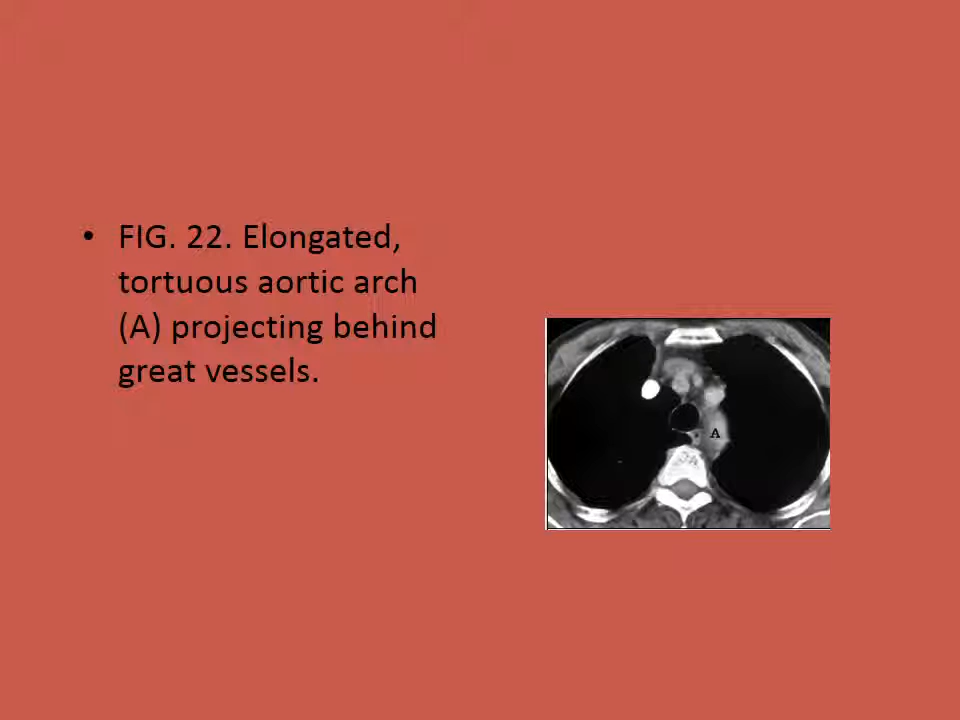 • FIG. 22. Elongated,
tortuous aortic arch
(A) projecting behind
great vessels.
A